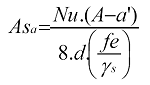 Asₐ = Nu.(A−a')
8.d.(fe
γₛ)